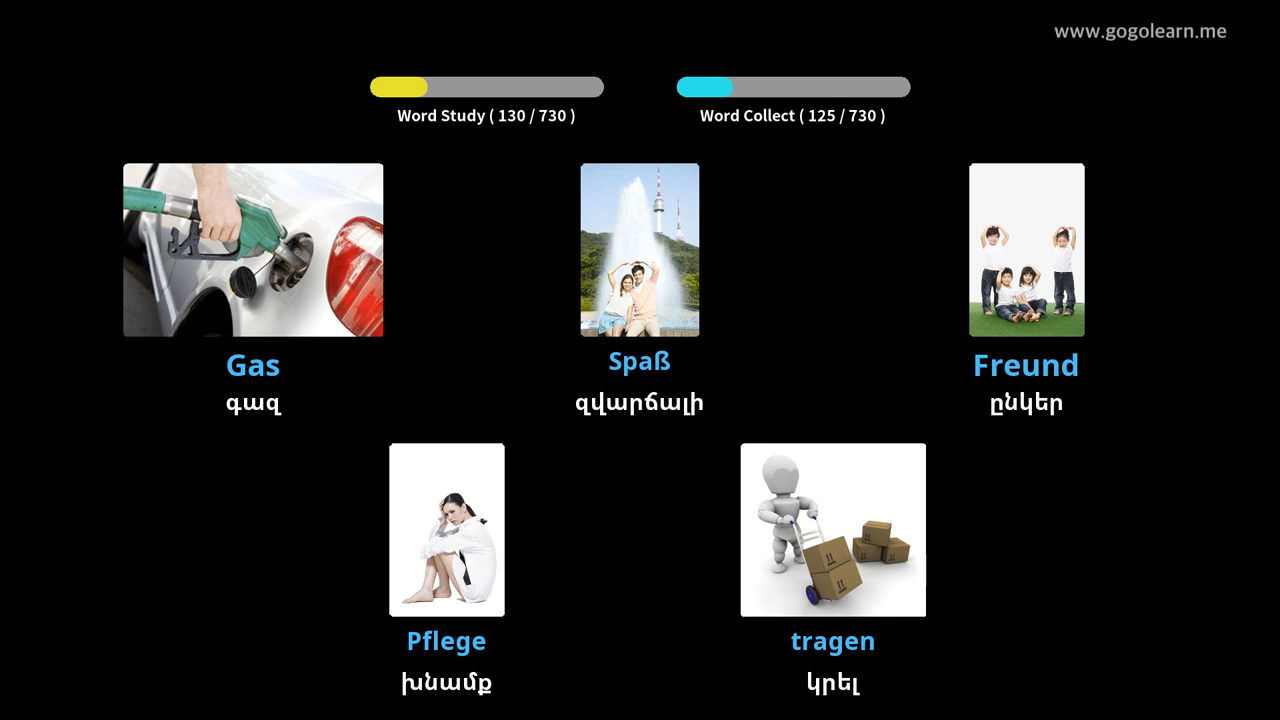 www.gogolearn.me
Word Study ( 130 / 730 )
Word Collect ( 125 / 730 )
Gas
գազ
Spaß
զվարճալի
Freund
ընկեր
Pflege
խնամք
tragen
կրել